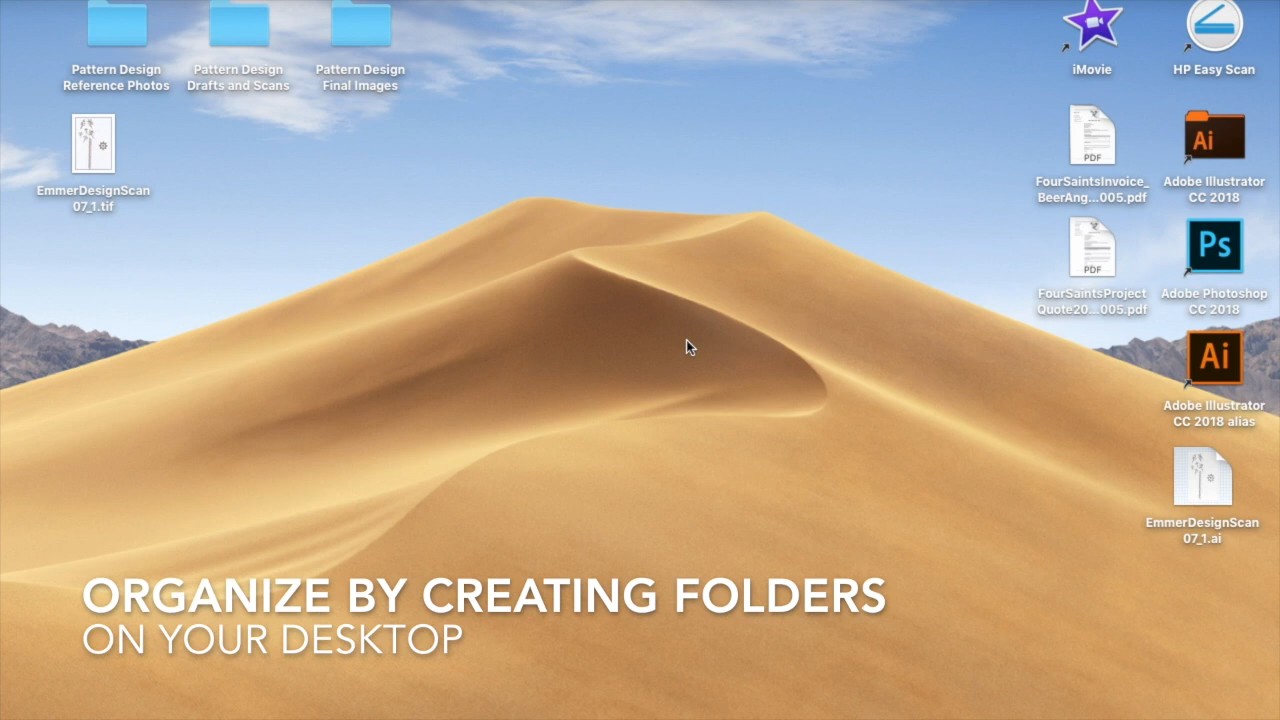 Pattern Design
Reference Photos
Pattern Design
Drafts and Scans
Pattern Design
Final Images
iMovie
HP Easy Scan
EmmerDesignScan
07_1.tif
PDF
FourSaintsInvoice_
BeerAng...005.pdf
Ai
Adobe Illustrator
CC 2018
PDF
FourSaintsProject
Quote20...005.pdf
Ps
Adobe Photoshop
CC 2018
Ai
Adobe Illustrator
CC 2018 alias
EmmerDesignScan
07_1.ai
ORGANIZE BY CREATING FOLDERS
ON YOUR DESKTOP